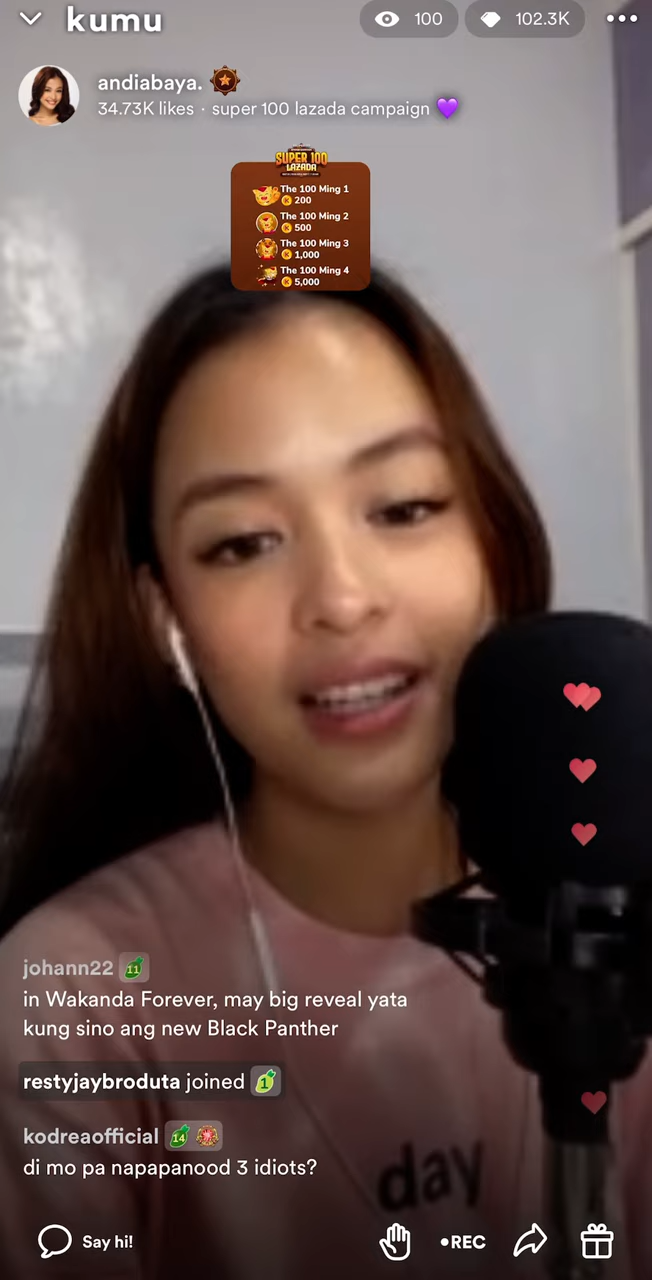 kumu
100
102.3K
andiabaya.
34.73K likes · super 100 lazada campaign
SUPER 100
LAZADA
The 100 Ming 1
200
The 100 Ming 2
500
The 100 Ming 3
1,000
The 100 Ming 4
5,000
johann22 11
in Wakanda Forever, may big reveal yata
kung sino ang new Black Panther
restyjaybroduta joined 1
kodreaofficial 14
di mo pa napapanood 3 idiots?
day
Say hi!
•REC